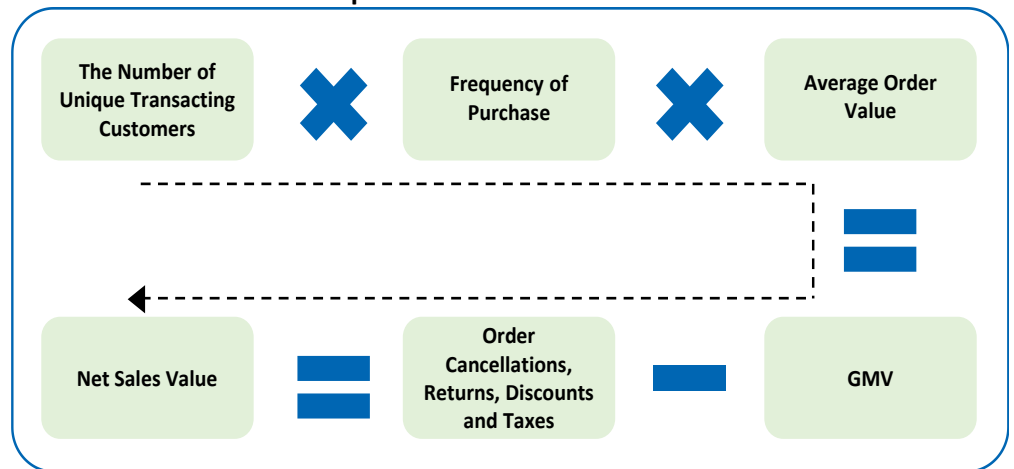 The Number of
Unique Transacting
Customers
Frequency of
Purchase
Average Order
Value
Net Sales Value
Order
Cancellations,
Returns, Discounts
and Taxes
GMV